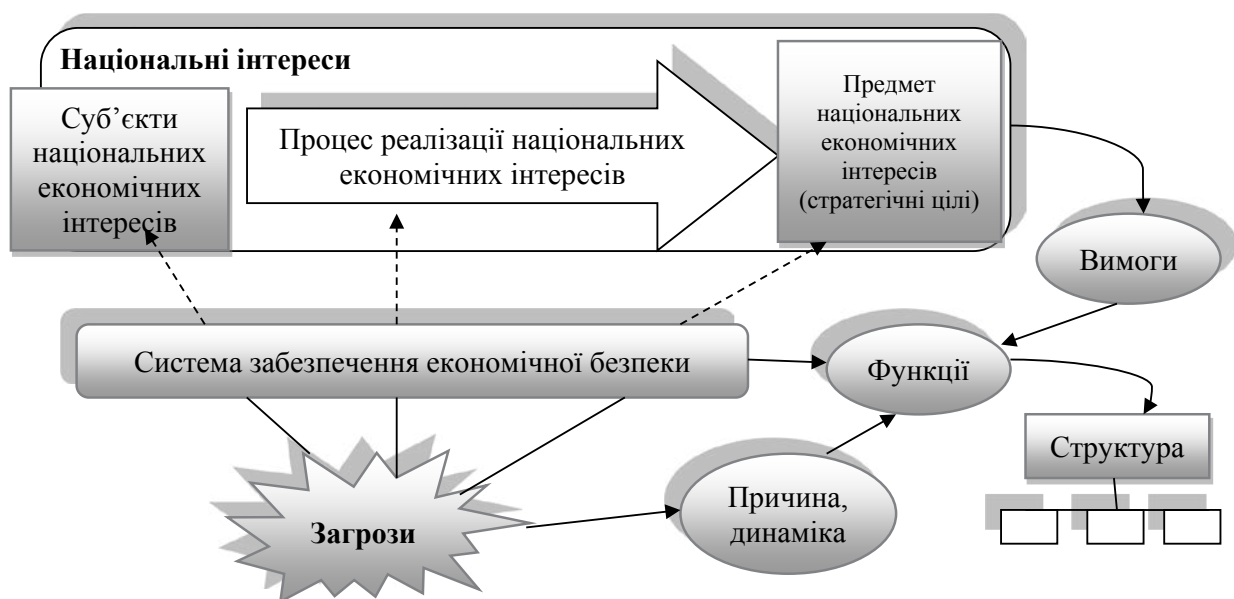 Національні інтереси
Суб’єкти
національних
економічних
інтересів
Процес реалізації національних
економічних інтересів
Предмет
національних
економічних
інтересів
(стратегічні цілі)
Вимоги
Система забезпечення економічної безпеки
Функції
Структура
Причина,
динаміка
Загрози